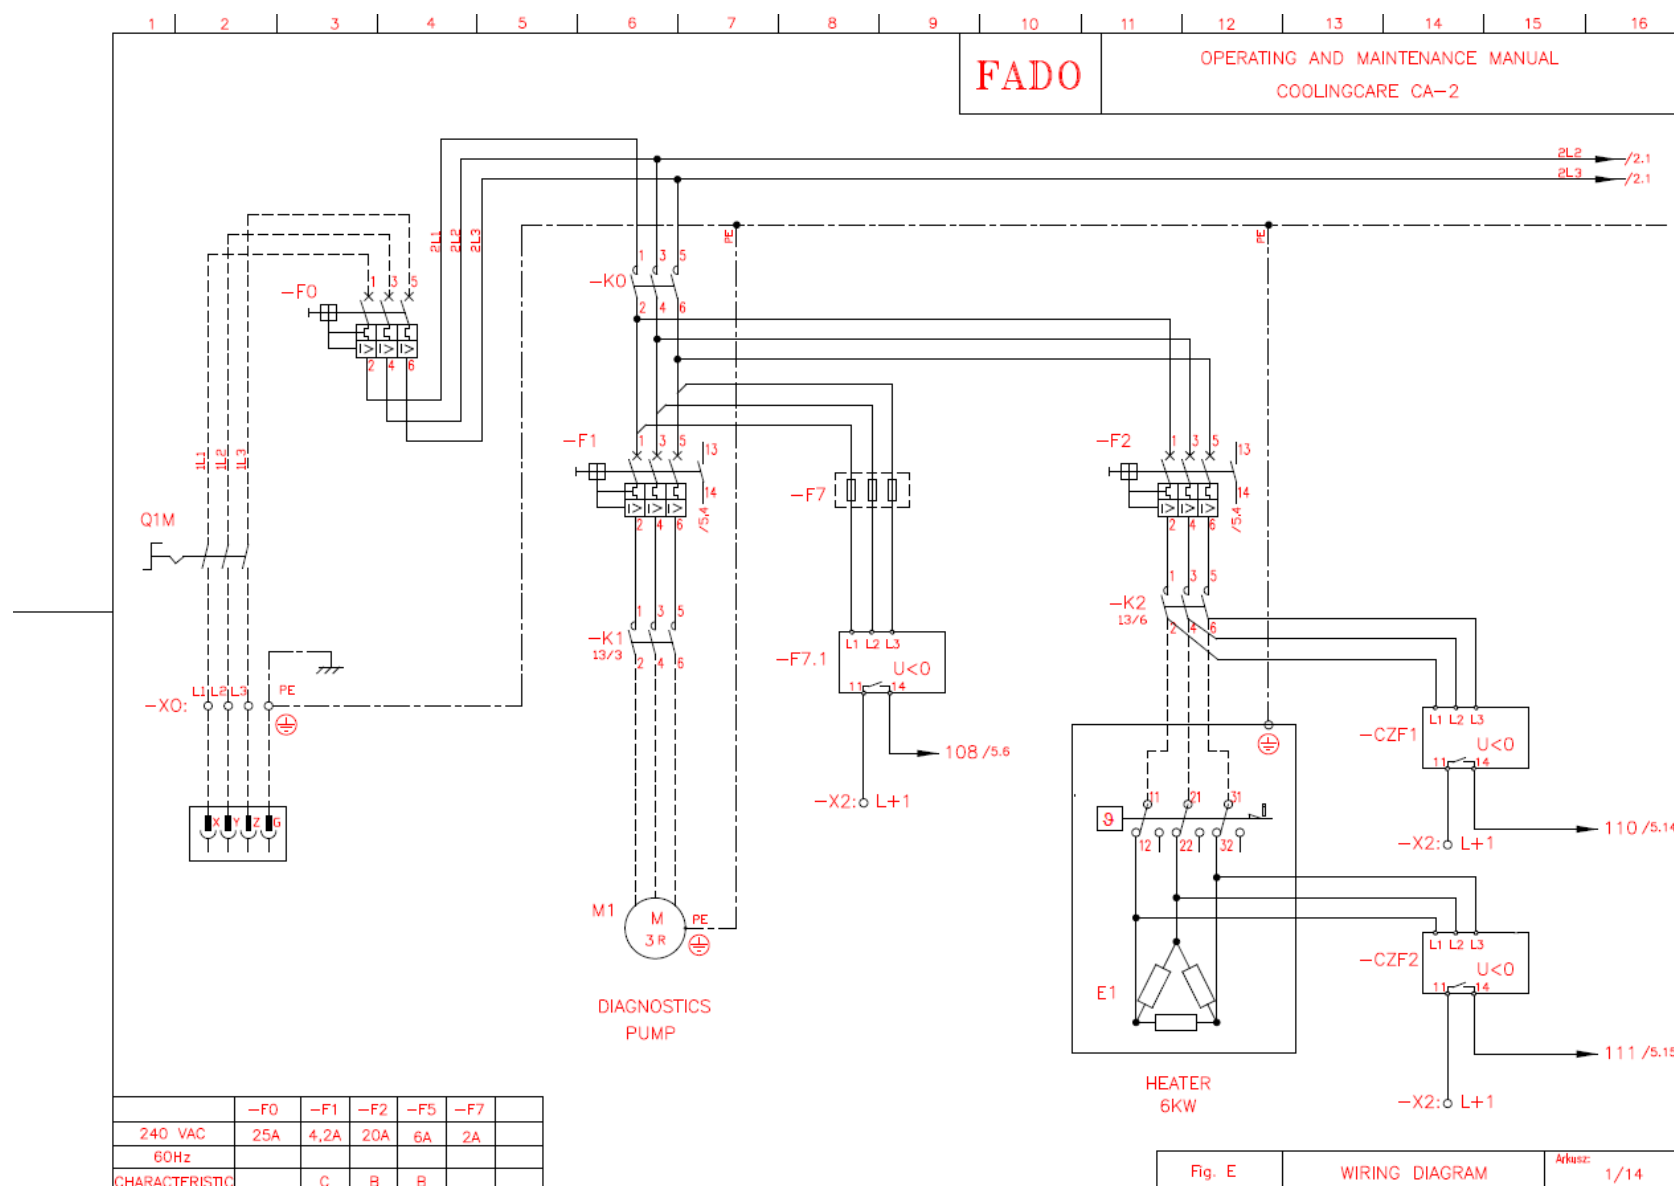 1 2 3 4 5 6 7 8 9 10 11 12 13 14 15 16
FADO
OPERATING AND MAINTENANCE MANUAL
COOLINGCARE CA-2
2L2 /2.1
2L3 /2.1
2L1 2L2 2L3
PE
PE
1 3 5
-F0
I> I> I>
2 4 6
1 3 5
-K0
2 4 6
1L1 1L2 1L3
Q1M
-F1
1 3 5 13
14
I> I> I>
2 4 6
/5.4
-F7
-F2
1 3 5 13
14
I> I> I>
2 4 6
/5.4
-K1
13/3
1 3 5
2 4 6
-K2
13/6
1 3 5
2 4 6
-F7.1
L1 L2 L3
U<0
11 14
108 /5.6
-X2: L+1
-X0:
L1 L2 L3 PE
X Y Z G
-CZF1
L1 L2 L3
U<0
11 14
110 /5.14
-X2: L+1
11 21 31
ϑ
12 22 32
M1
M
3 R
PE
DIAGNOSTICS
PUMP
E1
HEATER
6KW
-CZF2
L1 L2 L3
U<0
11 14
111 /5.15
-X2: L+1
-F0 -F1 -F2 -F5 -F7
240 VAC 25A 4,2A 20A 6A 2A
60Hz
CHARACTERISTIC C B B
Fig. E
WIRING DIAGRAM
Arkusz:
1/14